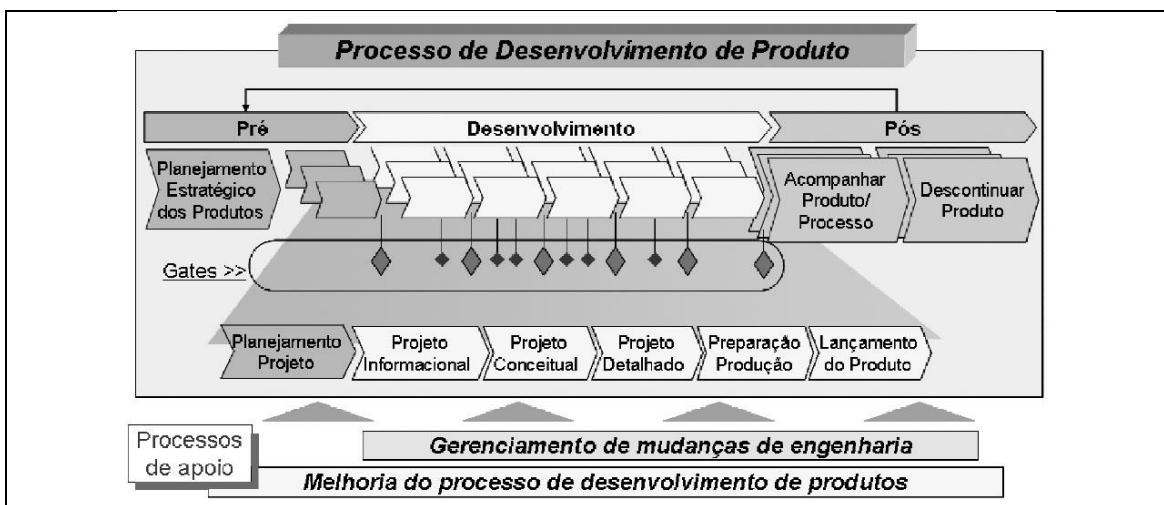 Processo de Desenvolvimento de Produto
Pré
Desenvolvimento
Pós
Planejamento
Estratégico
dos Produtos
Acompanhar
Produto/
Processo
Descontinuar
Produto
Gates >>
Planejamento
Projeto
Projeto
Informacional
Projeto
Conceitual
Projeto
Detalhado
Preparação
Produção
Lançamento
do Produto
Processos
de apoio
Gerenciamento de mudanças de engenharia
Melhoria do processo de desenvolvimento de produtos